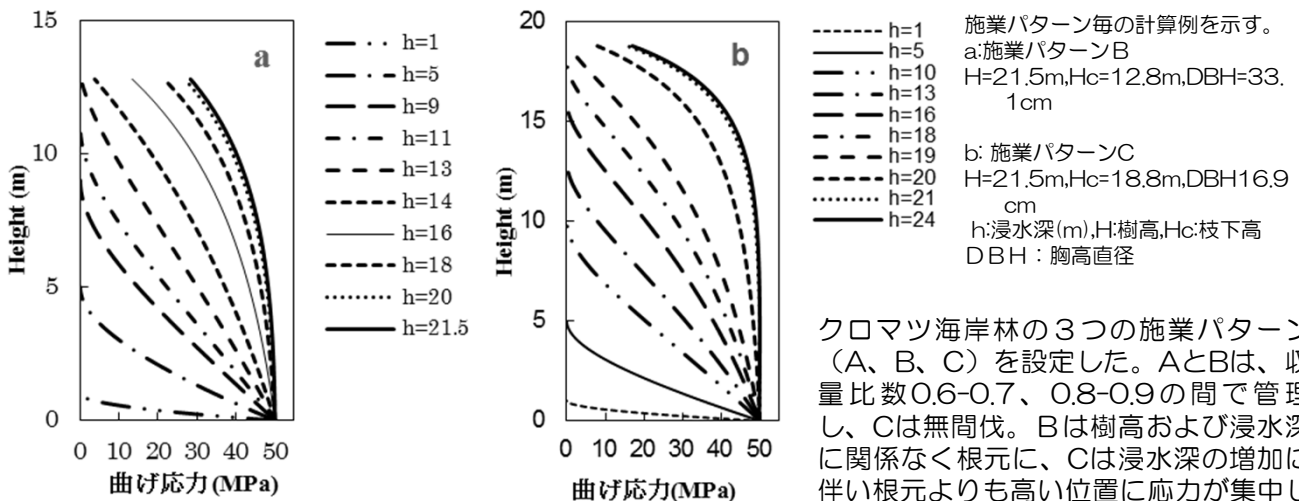 15
10
5
0
Height (m)
a
0
10
20
30
40
50
曲げ応力(MPa)
h=1
h=5
h=9
h=11
h=13
h=14
h=16
h=18
h=20
h=21.5
20
15
10
5
0
Height (m)
b
0
10
20
30
40
50
曲げ応力(MPa)
h=1
h=5
h=10
h=13
h=16
h=18
h=19
h=20
h=21
h=24
施業パターン毎の計算例を示す。
a:施業パターンB
H=21.5m,Hc=12.8m,DBH=33.
1cm
b: 施業パターンC
H=21.5m,Hc=18.8m,DBH16.9
cm
h:浸水深(m),H:樹高,Hc:枝下高
DBH：胸高直径
クロマツ海岸林の３つの施業パターン
（A、B、C）を設定した。AとBは、収
量比数0.6-0.7、0.8-0.9の間で管理
し、Cは無間伐。Ｂは樹高および浸水深
に関係なく根元に、Cは浸水深の増加に
伴い根元よりも高い位置に応力が集中し